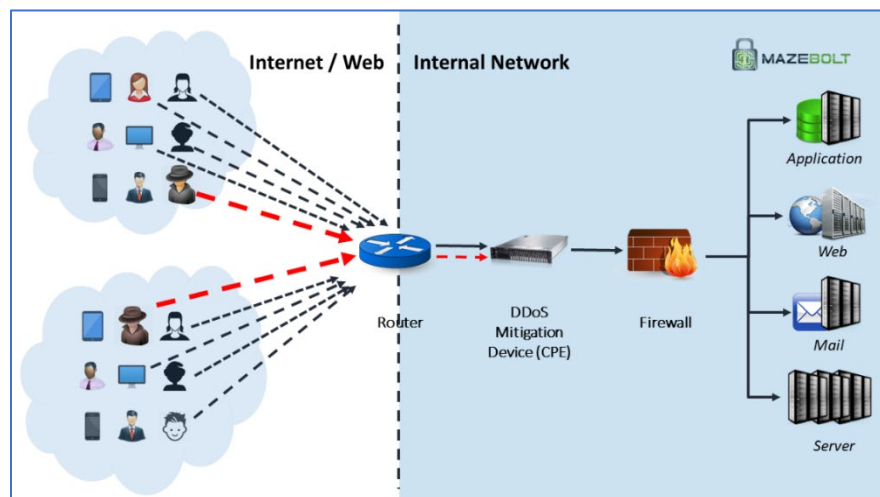 Internet / Web
Internal Network
MAZEBOLT
Application
Web
Mail
Server
Router
DDoS
Mitigation
Device (CPE)
Firewall